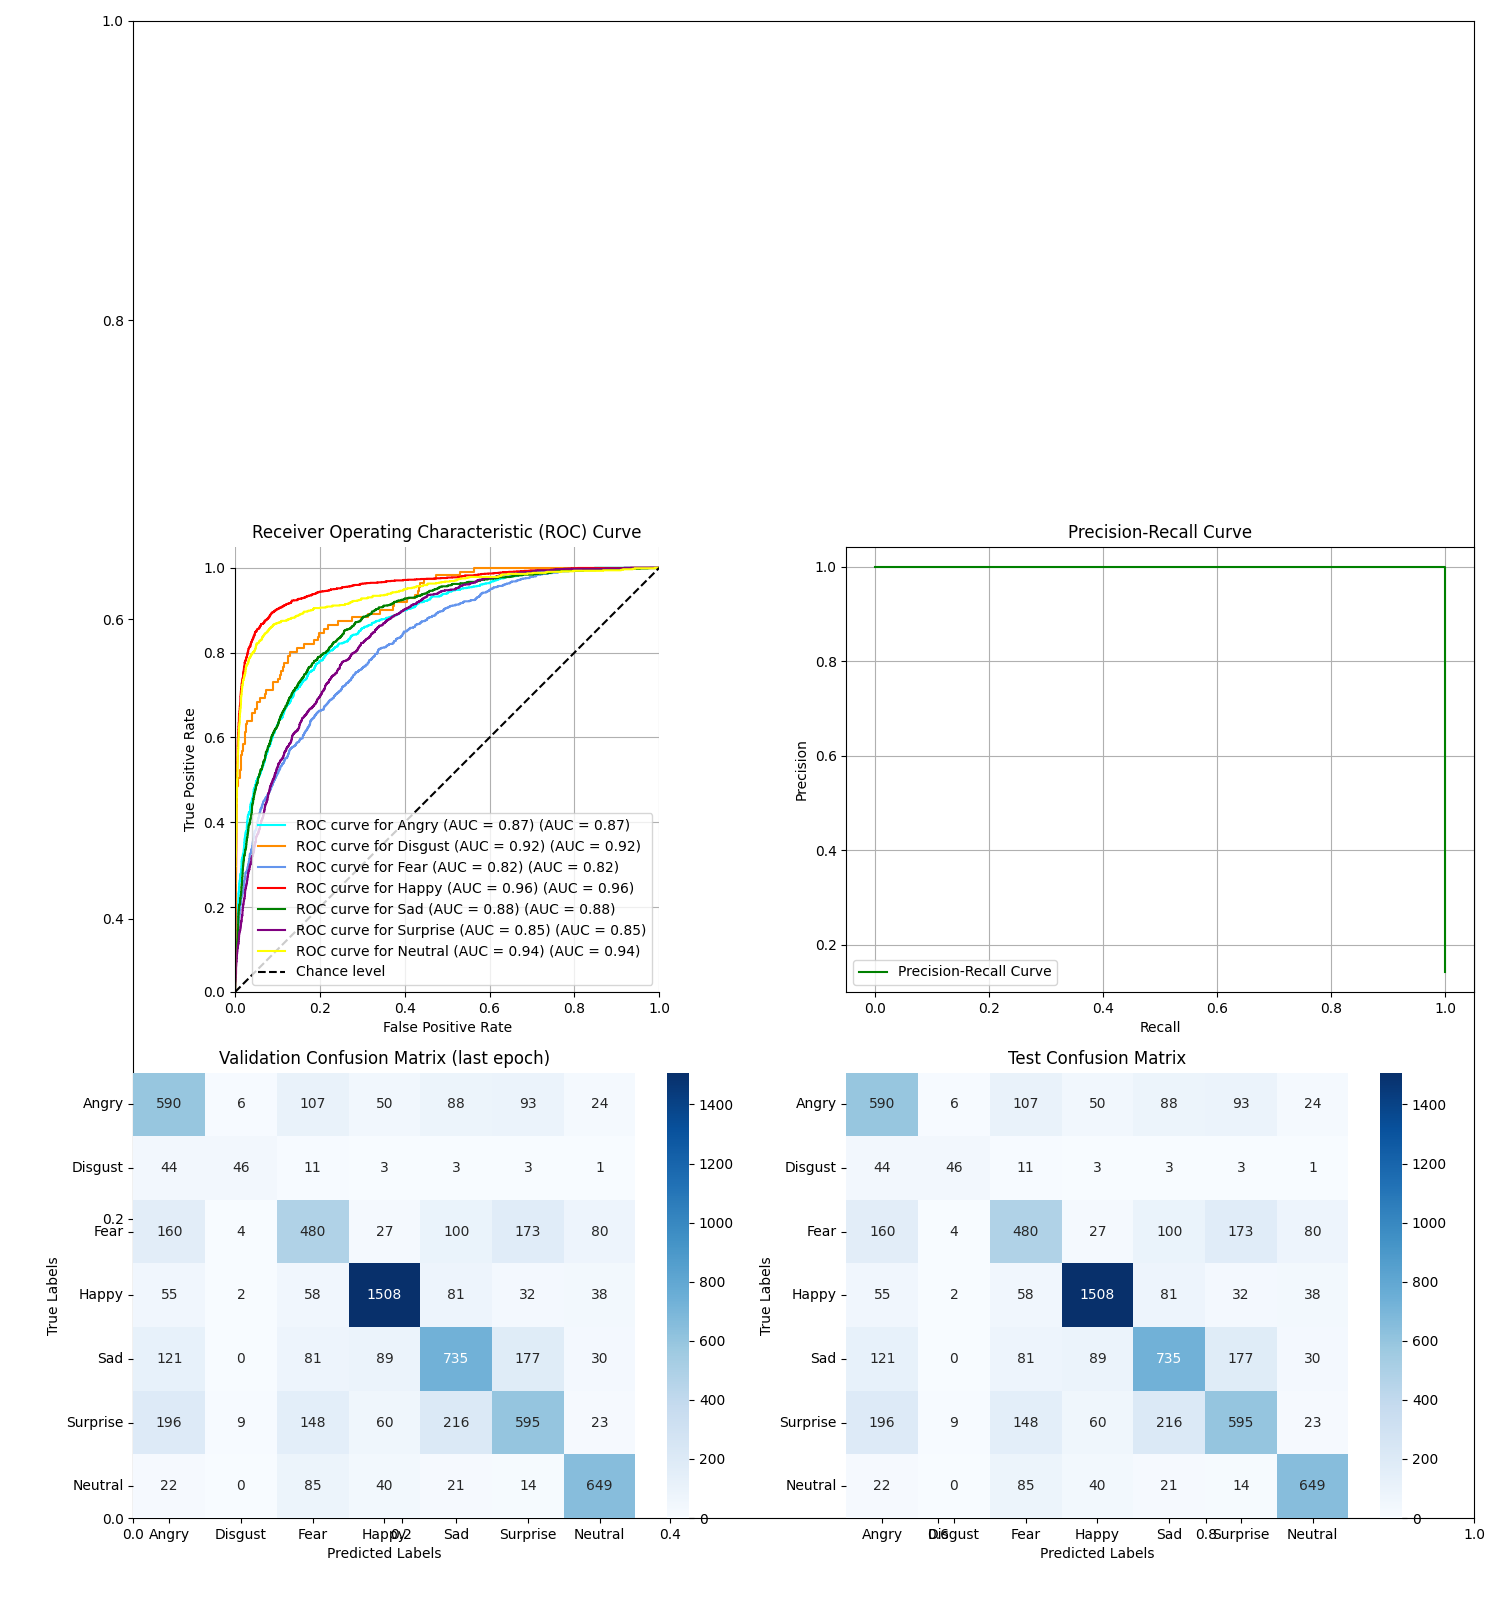 1.0
0.8
0.6
0.4
0.2
0.0
0.0
0.2
0.4
0.6
0.8
1.0
Receiver Operating Characteristic (ROC) Curve
True Positive Rate
1.0
0.8
0.6
0.4
0.2
0.0
ROC curve for Angry (AUC = 0.87) (AUC = 0.87)
ROC curve for Disgust (AUC = 0.92) (AUC = 0.92)
ROC curve for Fear (AUC = 0.82) (AUC = 0.82)
ROC curve for Happy (AUC = 0.96) (AUC = 0.96)
ROC curve for Sad (AUC = 0.88) (AUC = 0.88)
ROC curve for Surprise (AUC = 0.85) (AUC = 0.85)
ROC curve for Neutral (AUC = 0.94) (AUC = 0.94)
Chance level
0.0 0.2 0.4 0.6 0.8 1.0
False Positive Rate
Precision-Recall Curve
Precision
1.0
0.8
0.6
0.4
0.2
Precision-Recall Curve
0.0 0.2 0.4 0.6 0.8 1.0
Recall
Validation Confusion Matrix (last epoch)
True Labels
Angry 590 6 107 50 88 93 24
Disgust 44 46 11 3 3 3 1
Fear 160 4 480 27 100 173 80
Happy 55 2 58 1508 81 32 38
Sad 121 0 81 89 735 177 30
Surprise 196 9 148 60 216 595 23
Neutral 22 0 85 40 21 14 649
Angry Disgust Fear Happy Sad Surprise Neutral
Predicted Labels
1400
1200
1000
800
600
400
200
0
Test Confusion Matrix
True Labels
Angry 590 6 107 50 88 93 24
Disgust 44 46 11 3 3 3 1
Fear 160 4 480 27 100 173 80
Happy 55 2 58 1508 81 32 38
Sad 121 0 81 89 735 177 30
Surprise 196 9 148 60 216 595 23
Neutral 22 0 85 40 21 14 649
Angry Disgust Fear Happy Sad Surprise Neutral
Predicted Labels
1400
1200
1000
800
600
400
200
0